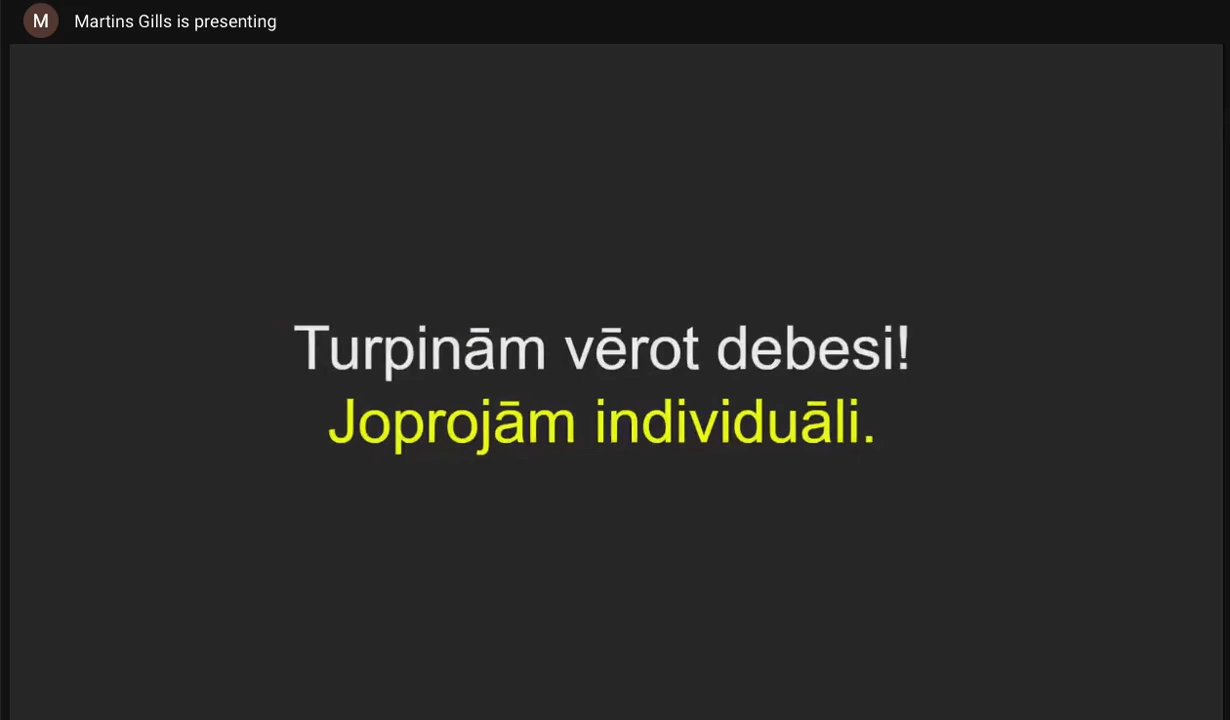 M
Martins Gills is presenting
Turpinām vērot debesi!
Joprojām individuāli.